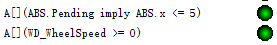 A[](ABS.Pending imply ABS.x <= 5)
A[](WD_WheelSpeed >= 0)